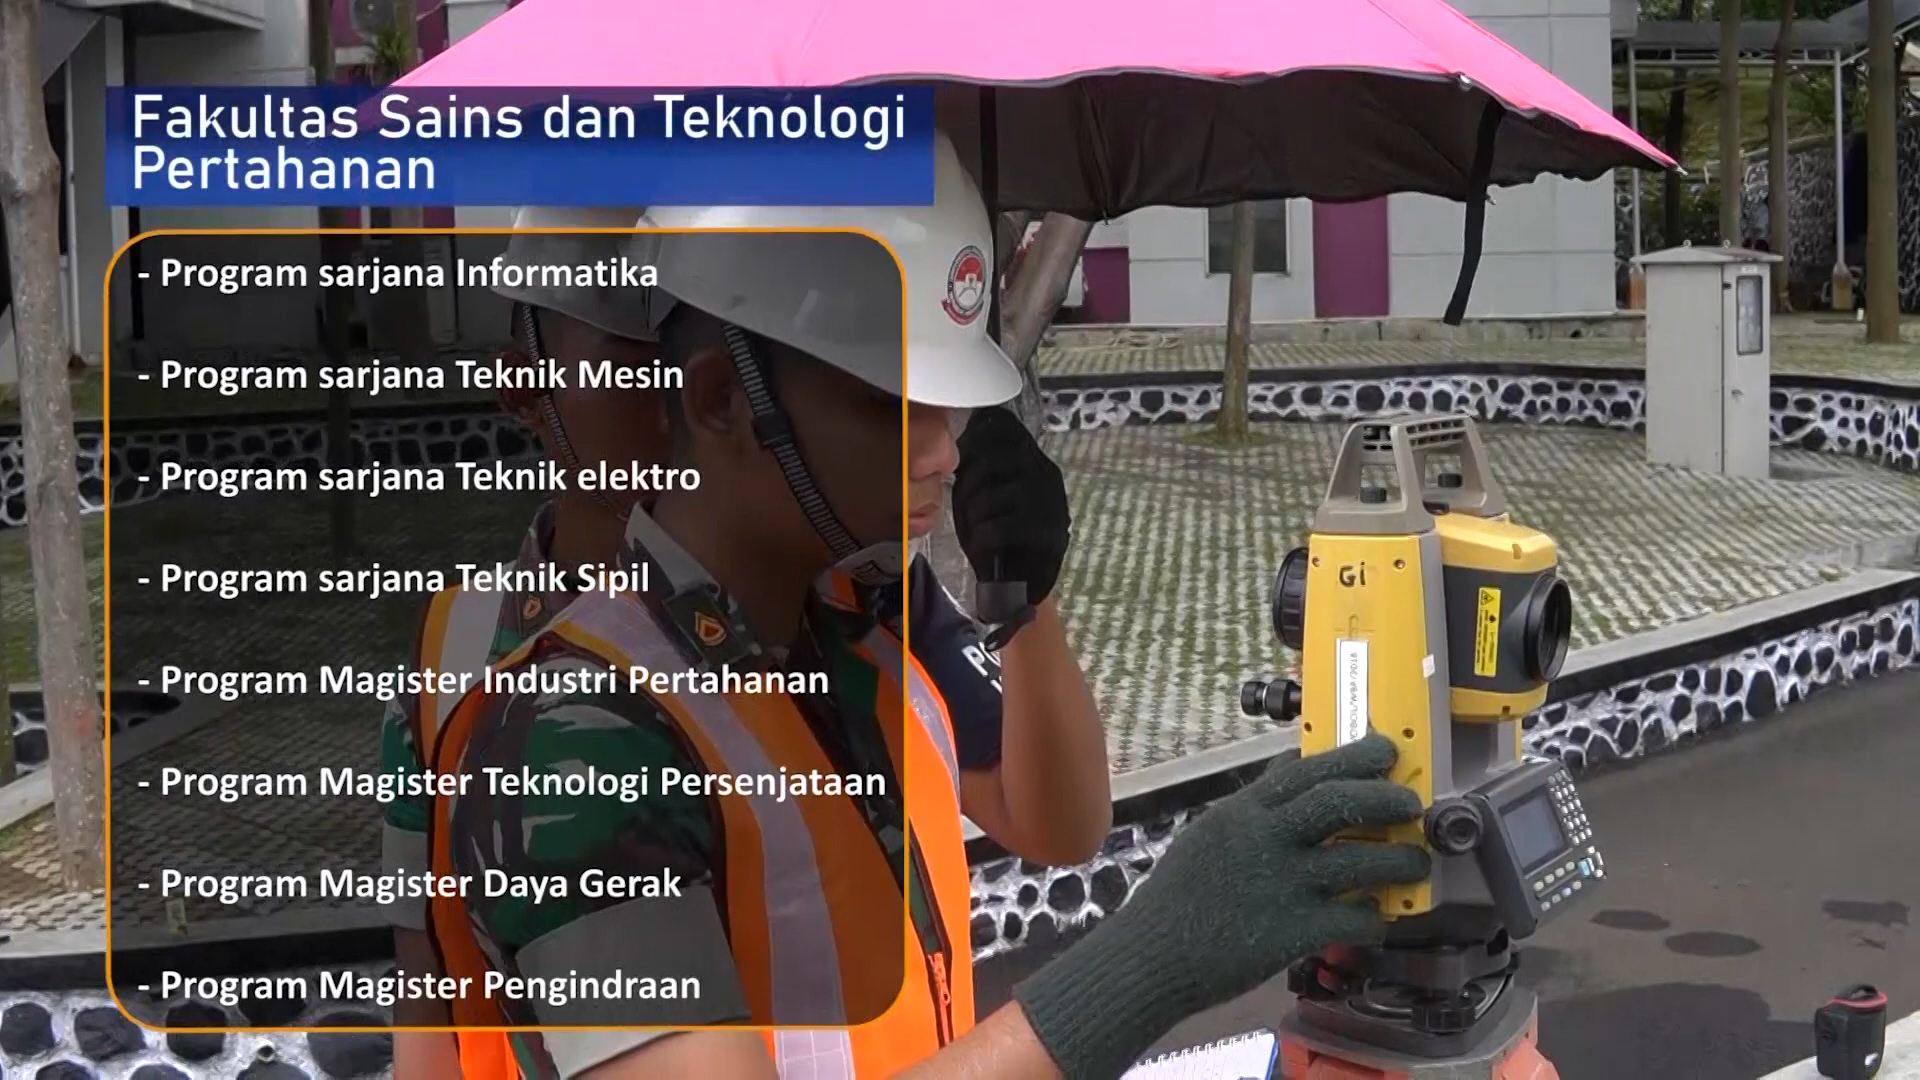 Fakultas Sains dan Teknologi
Pertahanan
- Program sarjana Informatika
- Program sarjana Teknik Mesin
- Program sarjana Teknik elektro
- Program sarjana Teknik Sipil
- Program Magister Industri Pertahanan
- Program Magister Teknologi Persenjataan
- Program Magister Daya Gerak
- Program Magister Pengindraan
Gi